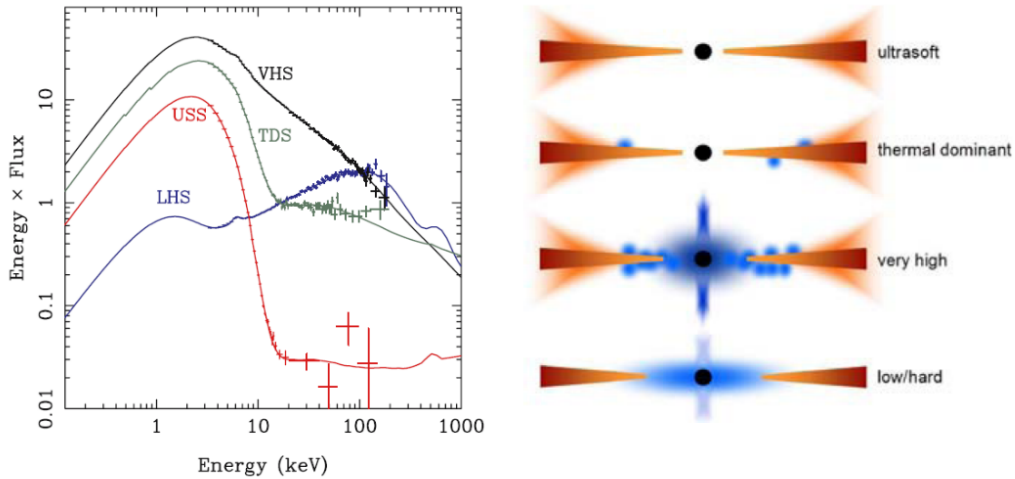 Energy × Flux
10
1
0.1
0.01
VHS
USS
TDS
LHS
1
10
100
1000
Energy (keV)
ultrasoft
thermal dominant
very high
low/hard